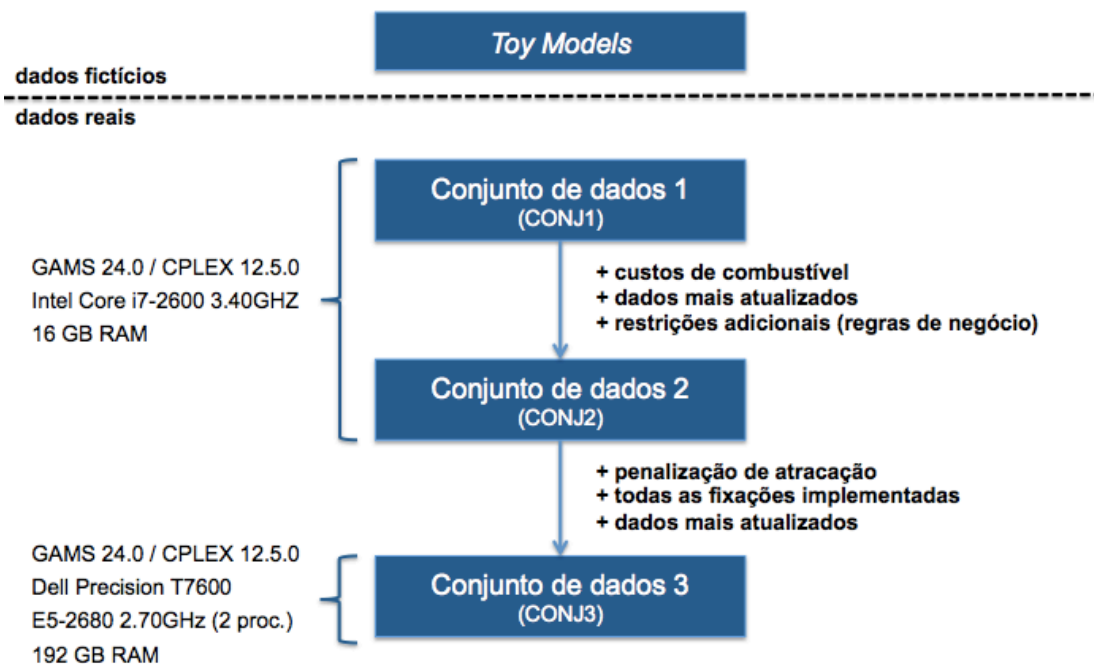 Toy Models
dados fictícios
dados reais
Conjunto de dados 1
(CONJ1)
GAMS 24.0 / CPLEX 12.5.0
Intel Core i7-2600 3.40GHZ
16 GB RAM
+ custos de combustível
+ dados mais atualizados
+ restrições adicionais (regras de negócio)
Conjunto de dados 2
(CONJ2)
+ penalização de atracação
+ todas as fixações implementadas
+ dados mais atualizados
GAMS 24.0 / CPLEX 12.5.0
Dell Precision T7600
E5-2680 2.70GHz (2 proc.)
192 GB RAM
Conjunto de dados 3
(CONJ3)